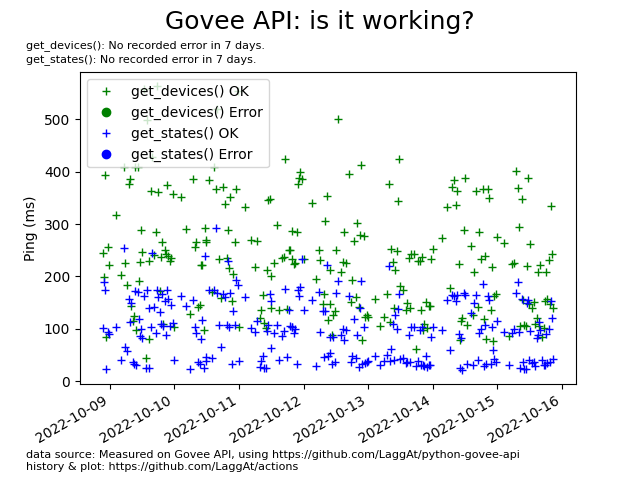 Govee API: is it working?
get_devices(): No recorded error in 7 days.
get_states(): No recorded error in 7 days.
get_devices() OK
get_devices() Error
get_states() OK
get_states() Error
Ping (ms)
500
400
300
200
100
0
2022-10-09
2022-10-10
2022-10-11
2022-10-12
2022-10-13
2022-10-14
2022-10-15
2022-10-16
data source: Measured on Govee API, using https://github.com/LaggAt/python-govee-api
history & plot: https://github.com/LaggAt/actions